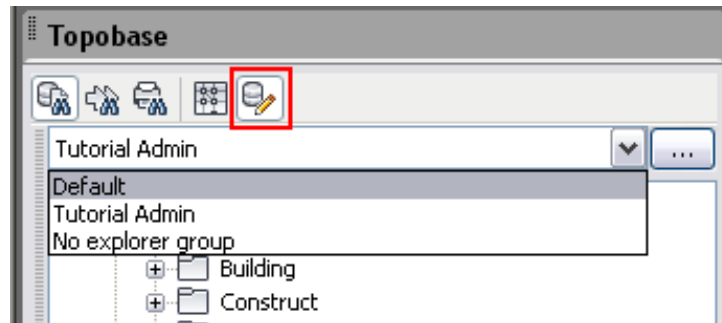 Topobase
Tutorial Admin
...
Default
Tutorial Admin
No explorer group
Building
Construct